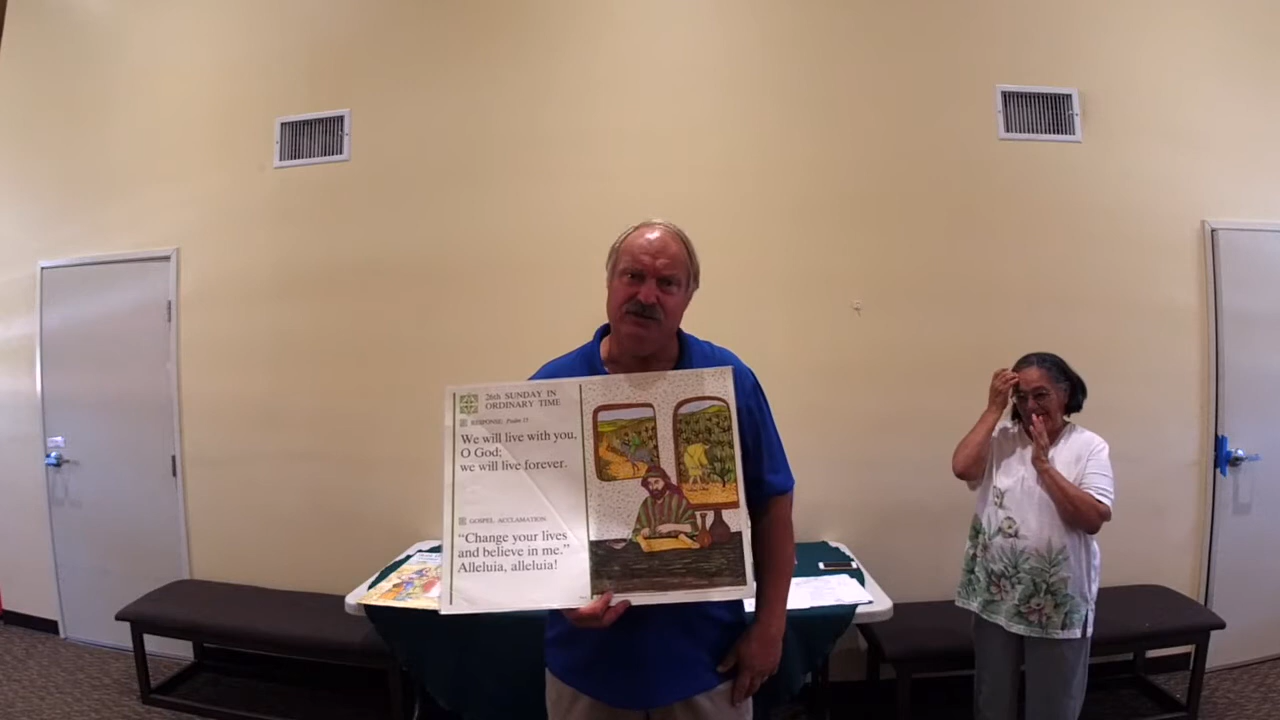 26th SUNDAY IN
ORDINARY TIME
RESPONSE: Psalm
We will live with you,
O God;
we will live forever.
GOSPEL ACCLAMATION:
“Change your lives
and believe in me.”
Alleluia, alleluia!